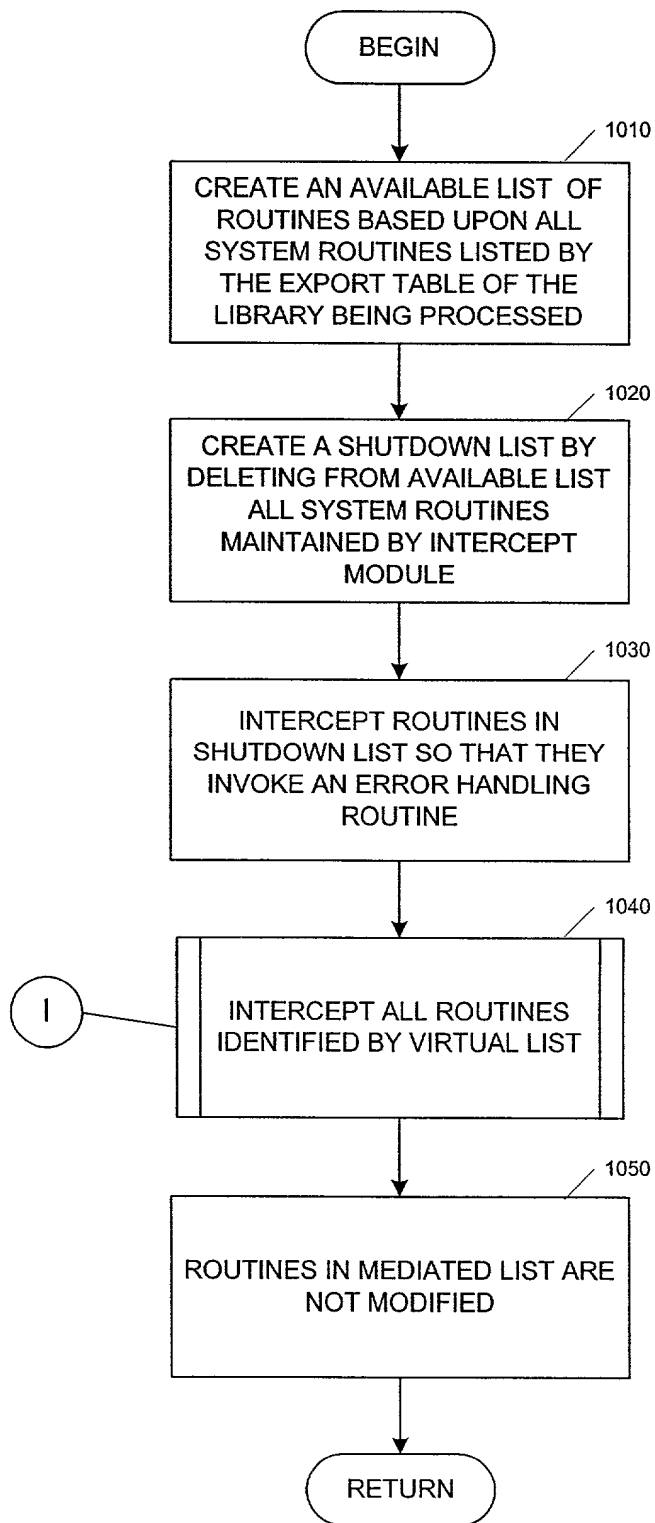 BEGIN
1010
CREATE AN AVAILABLE LIST OF
ROUTINES BASED UPON ALL
SYSTEM ROUTINES LISTED BY
THE EXPORT TABLE OF THE
LIBRARY BEING PROCESSED
1020
CREATE A SHUTDOWN LIST BY
DELETING FROM AVAILABLE LIST
ALL SYSTEM ROUTINES
MAINTAINED BY INTERCEPT
MODULE
1030
INTERCEPT ROUTINES IN
SHUTDOWN LIST SO THAT THEY
INVOKE AN ERROR HANDLING
ROUTINE
1040
I
INTERCEPT ALL ROUTINES
IDENTIFIED BY VIRTUAL LIST
1050
ROUTINES IN MEDIATED LIST ARE
NOT MODIFIED
RETURN